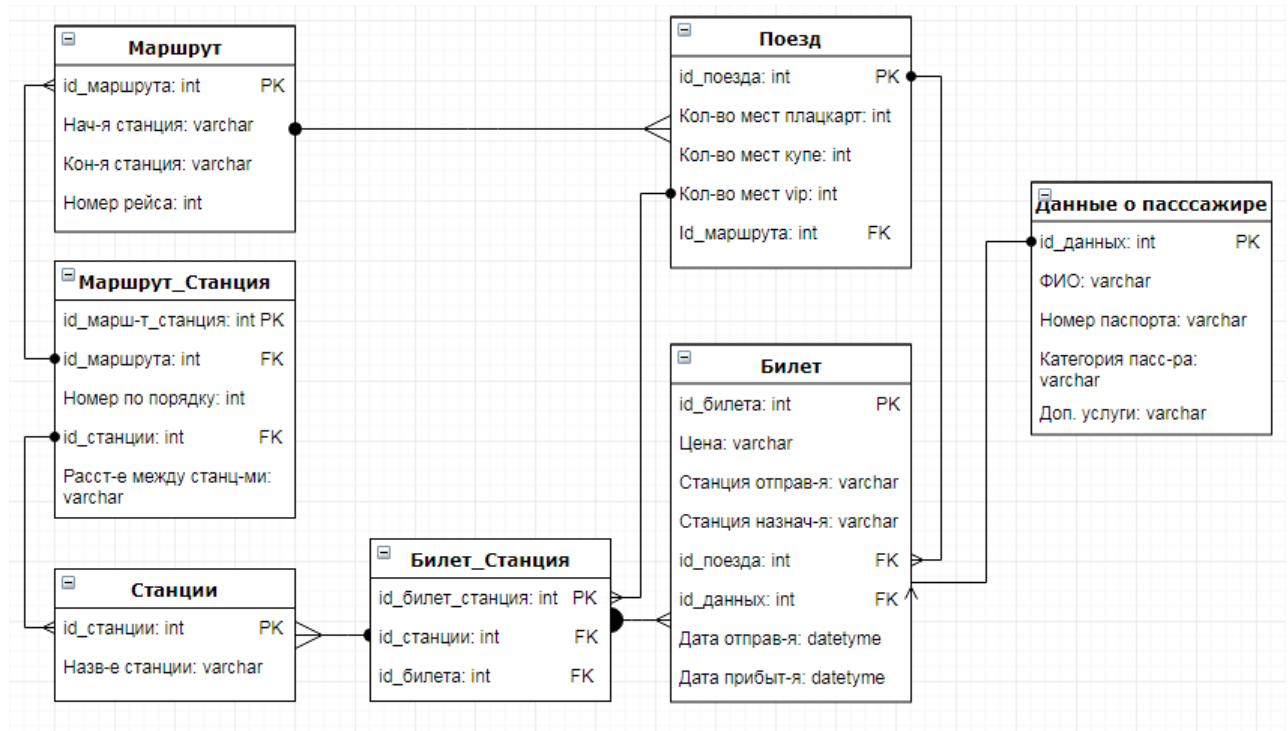 Маршрут
id_маршрута: int PK
Нач-я станция: varchar
Кон-я станция: varchar
Номер рейса: int
Маршрут_Станция
id_марш-т_станция: int PK
id_маршрута: int FK
Номер по порядку: int
id_станции: int FK
Расст-е между станц-ми:
varchar
Станции
id_станции: int PK
Назв-е станции: varchar
Билет_Станция
id_билет_станция: int PK
id_станции: int FK
id_билета: int FK
Поезд
id_поезда: int PK
Кол-во мест плацкарт: int
Кол-во мест купе: int
Кол-во мест vip: int
Id_маршрута: int FK
Билет
id_билета: int PK
Цена: varchar
Станция отправ-я: varchar
Станция назнач-я: varchar
id_поезда: int FK
id_данных: int FK
Дата отправ-я: datetyme
Дата прибыт-я: datetyme
Данные о пасссажире
id_данных: int PK
ФИО: varchar
Номер паспорта: varchar
Категория пасс-ра:
varchar
Доп. услуги: varchar